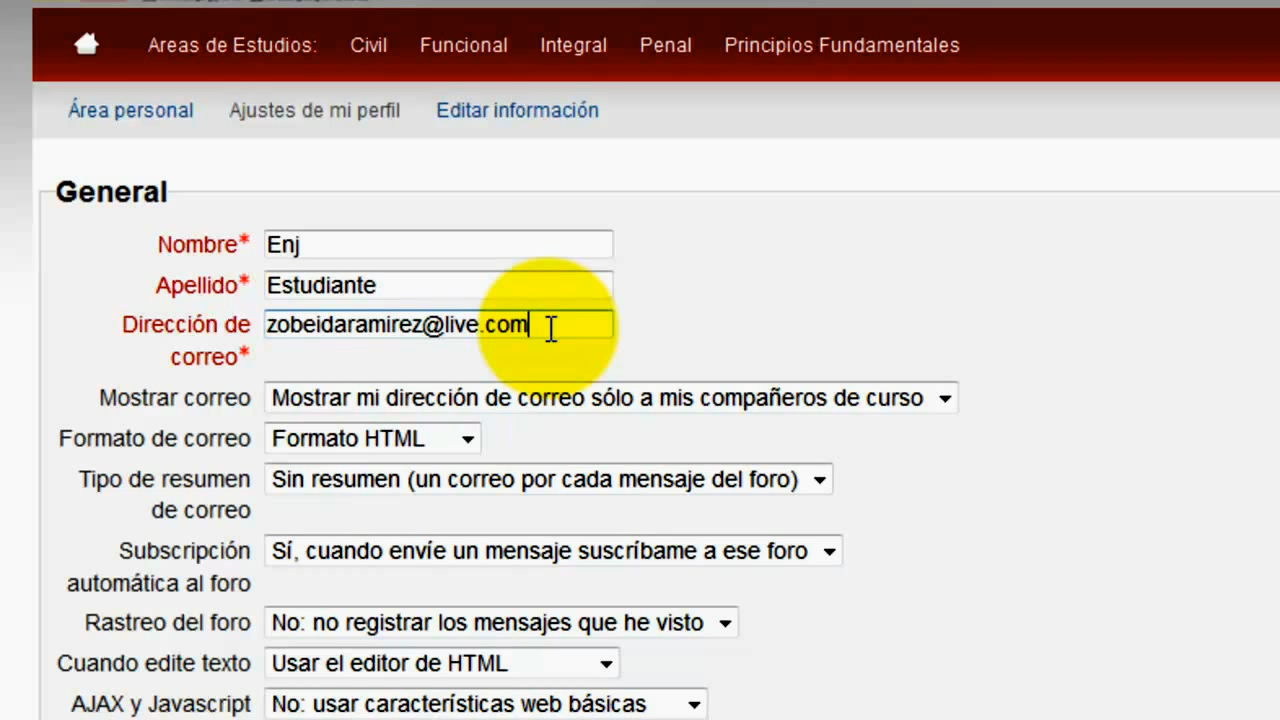 Areas de Estudios: Civil Funcional Integral Penal Principios Fundamentales
Área personal Ajustes de mi perfil Editar información
General
Nombre* Enj
Apellido* Estudiante
Dirección de correo* zobeidaramirez@live.com
Mostrar correo Mostrar mi dirección de correo sólo a mis compañeros de curso
Formato de correo Formato HTML
Tipo de resumen de correo Sin resumen (un correo por cada mensaje del foro)
Subscripción automática al foro Sí, cuando envíe un mensaje suscríbame a ese foro
Rastreo del foro No: no registrar los mensajes que he visto
Cuando edite texto Usar el editor de HTML
AJAX y Javascript No: usar características web básicas